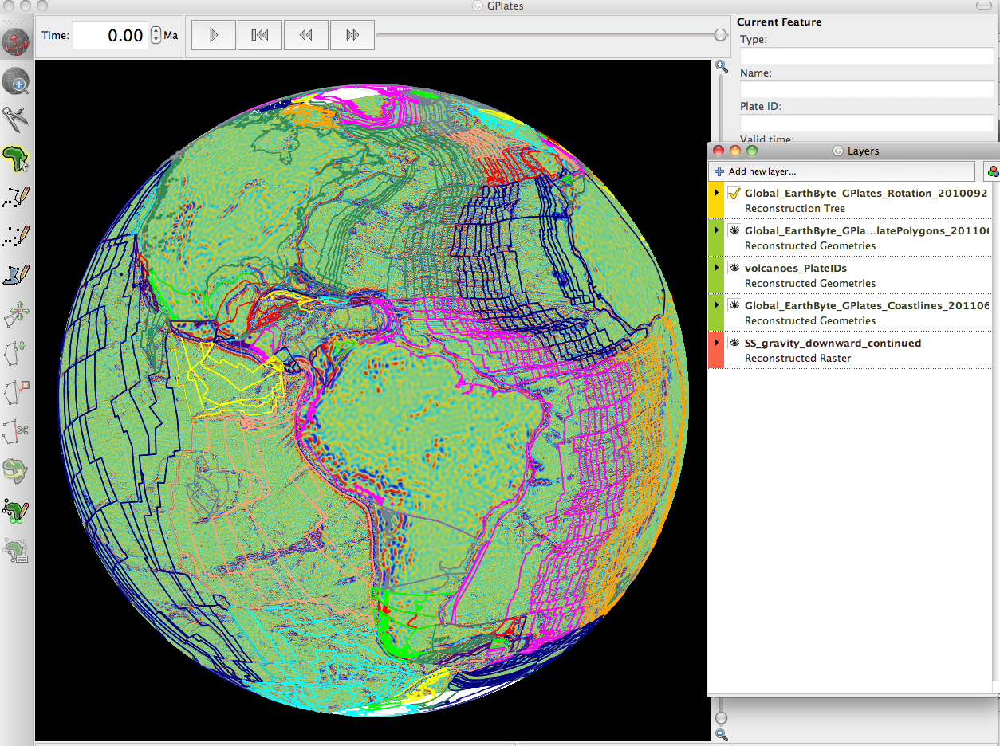 GPlates
Time: 0.00 Ma
Current Feature
Type:
Name:
Plate ID:
Valid time:
Layers
Add new layer...
Global_EarthByte_GPlates_Rotation_2010092
Reconstruction Tree
Global_EarthByte_GPla...latePolygons_20110
Reconstructed Geometries
volcanoes_PlateIDs
Reconstructed Geometries
Global_EarthByte_GPlates_Coastlines_201106
Reconstructed Geometries
SS_gravity_downward_continued
Reconstructed Raster